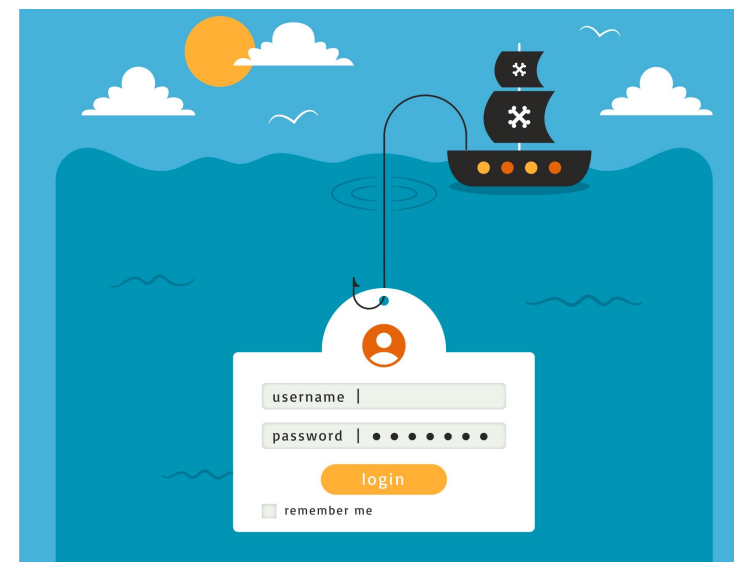 username |
password | ●●●●●●●
login
remember me